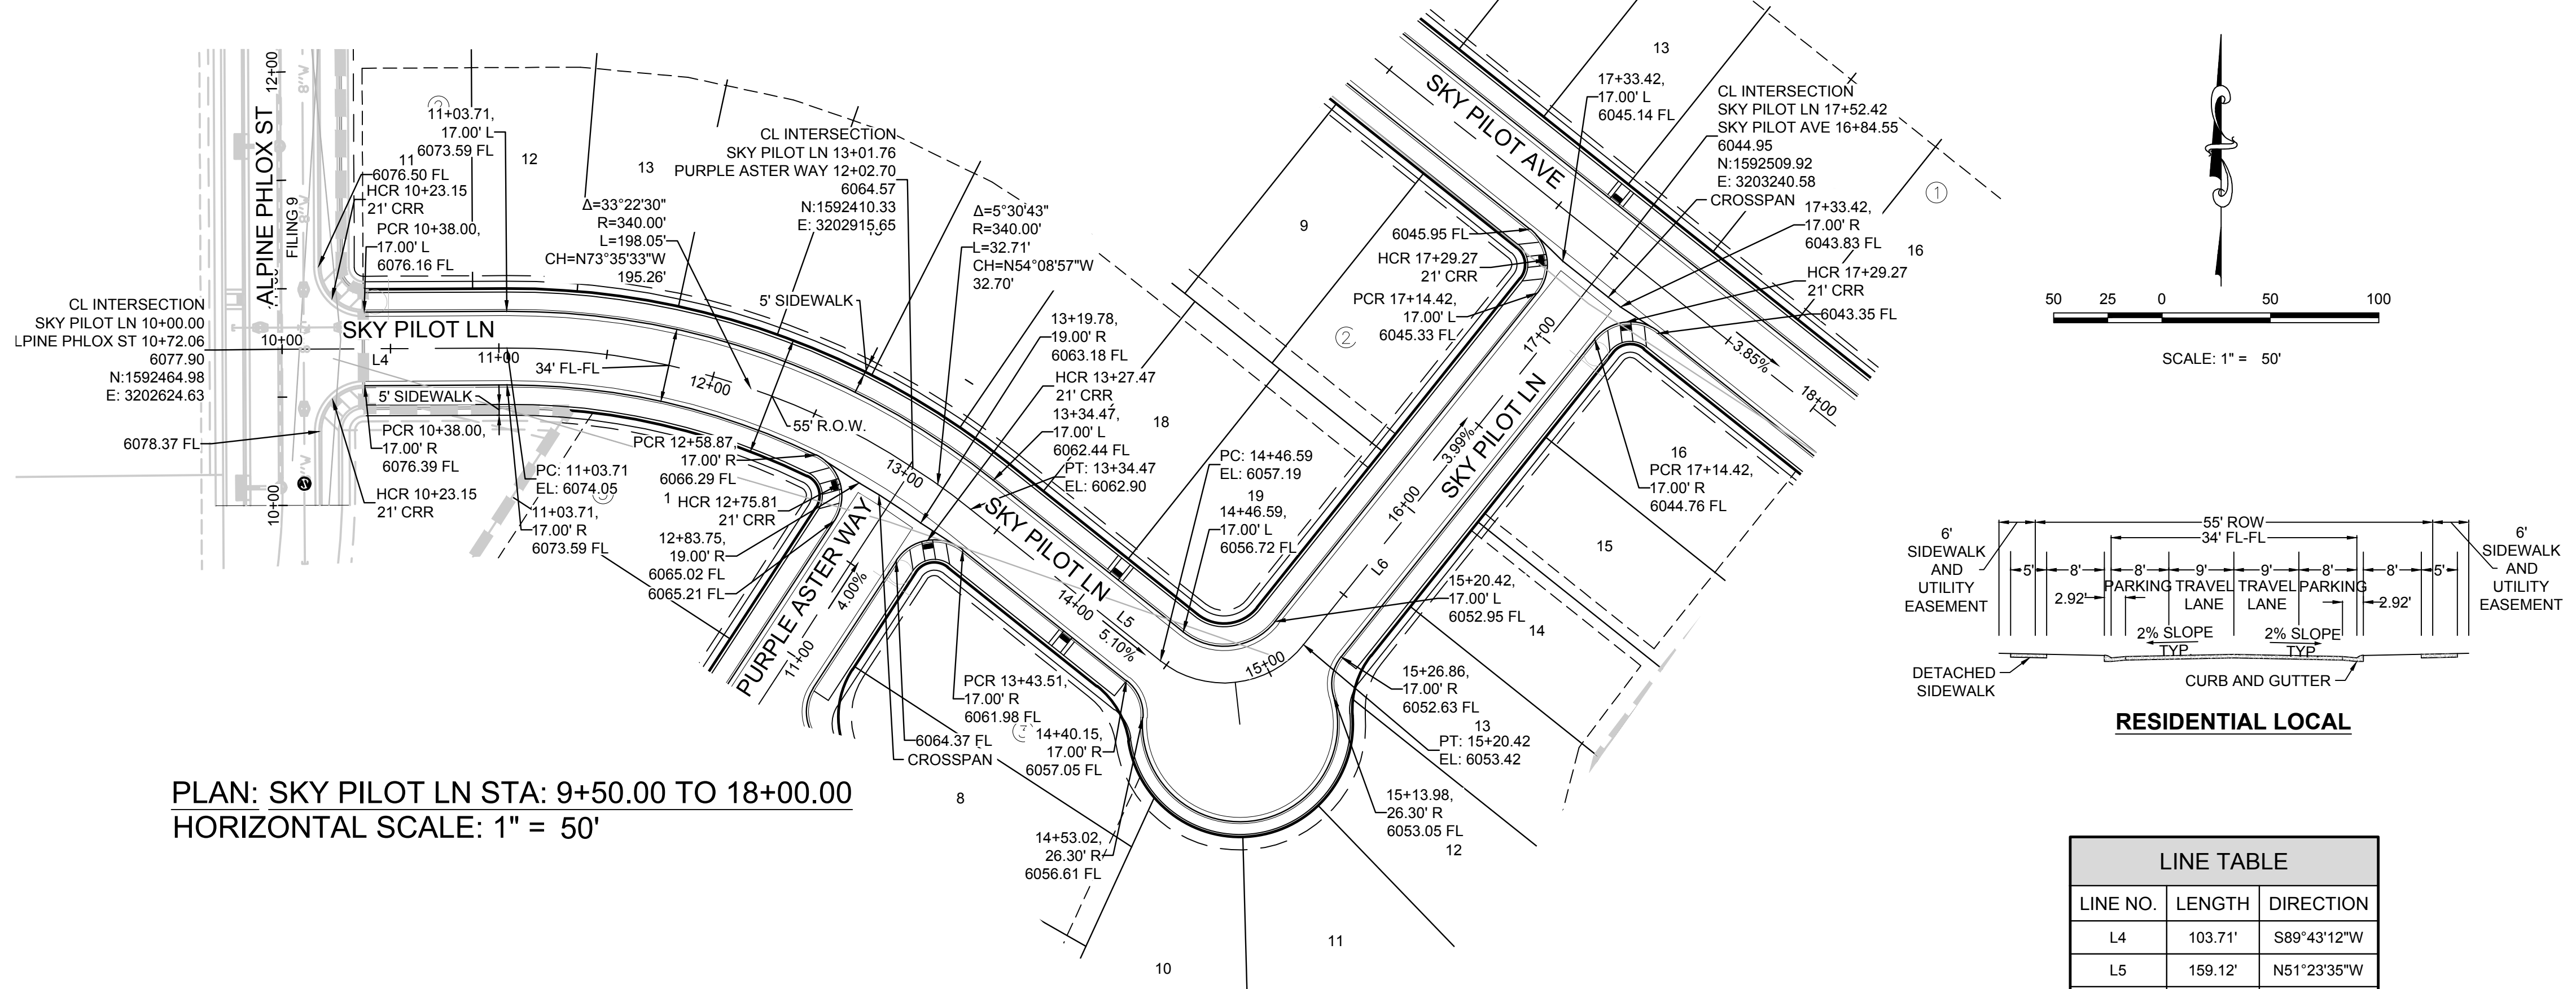 ALPINE PHLOX ST
FILING 9
12+00
10+00
10+00
CL INTERSECTION
SKY PILOT LN 10+00.00
LPINE PHLOX ST 10+72.06
6077.90
N:1592464.98
E: 3202624.63
6078.37 FL
11+03.71,
17.00' L
6073.59 FL
11
6076.50 FL
HCR 10+23.15
21' CRR
PCR 10+38.00,
17.00' L
6076.16 FL
SKY PILOT LN
L4
11+00
34' FL-FL
5' SIDEWALK
PCR 10+38.00,
17.00' R
6076.39 FL
HCR 10+23.15
21' CRR
PC: 11+03.71
EL: 6074.05
11+03.71,
17.00' R
6073.59 FL
12
13
2
Δ=33°22'30"
R=340.00'
L=198.05'
CH=N73°35'33"W
195.26'
12+00
CL INTERSECTION
SKY PILOT LN 13+01.76
PURPLE ASTER WAY 12+02.70
6064.57
N:1592410.33
E: 3202915.65
5' SIDEWALK
55' R.O.W.
PCR 12+58.87,
17.00' R
6066.29 FL
1
HCR 12+75.81
21' CRR
12+83.75,
19.00' R
6065.02 FL
6065.21 FL
Δ=5°30'43"
R=340.00'
L=32.71'
CH=N54°08'57"W
32.70'
13+19.78,
19.00' R
6063.18 FL
HCR 13+27.47
21' CRR
13+34.47,
17.00' L
6062.44 FL
PT: 13+34.47
EL: 6062.90
13+00
18
SKY PILOT LN
14+00
L5
5.10%
PURPLE ASTER WAY
11+00
4.00%
PCR 13+43.51,
17.00' R
6061.98 FL
6064.37 FL
CROSSPAN
3
14+40.15,
17.00' R
6057.05 FL
8
14+53.02,
26.30' R
6056.61 FL
PC: 14+46.59
EL: 6057.19
19
14+46.59,
17.00' L
6056.72 FL
15+00
10
11
12
15+13.98,
26.30' R
6053.05 FL
PT: 15+20.42
EL: 6053.42
13
15+26.86,
17.00' R
6052.63 FL
15+20.42,
17.00' L
6052.95 FL
14
15
16
PCR 17+14.42,
17.00' R
6044.76 FL
L6
16+00
3.99%
SKY PILOT LN
17+00
9
2
6045.95 FL
HCR 17+29.27
21' CRR
PCR 17+14.42,
17.00' L
6045.33 FL
SKY PILOT AVE
13
17+33.42,
17.00' L
6045.14 FL
CL INTERSECTION
SKY PILOT LN 17+52.42
SKY PILOT AVE 16+84.55
6044.95
N:1592509.92
E: 3203240.58
CROSSPAN
17+33.42,
17.00' R
6043.83 FL
16
1
HCR 17+29.27
21' CRR
6043.35 FL
3.85%
18+00
50 25 0 50 100
SCALE: 1" = 50'
55' ROW
34' FL-FL
6'
SIDEWALK
AND
UTILITY
EASEMENT
5' 8' 8' 9' 9' 8' 8' 5'
PARKING TRAVEL LANE TRAVEL LANE PARKING
2.92' 2.92'
6'
SIDEWALK
AND
UTILITY
EASEMENT
2% SLOPE
TYP
2% SLOPE
TYP
DETACHED
SIDEWALK
CURB AND GUTTER
RESIDENTIAL LOCAL
PLAN: SKY PILOT LN STA: 9+50.00 TO 18+00.00
HORIZONTAL SCALE: 1" = 50'
LINE TABLE
LINE NO. LENGTH DIRECTION
L4 103.71' S89°43'12"W
L5 159.12' N51°23'35"W